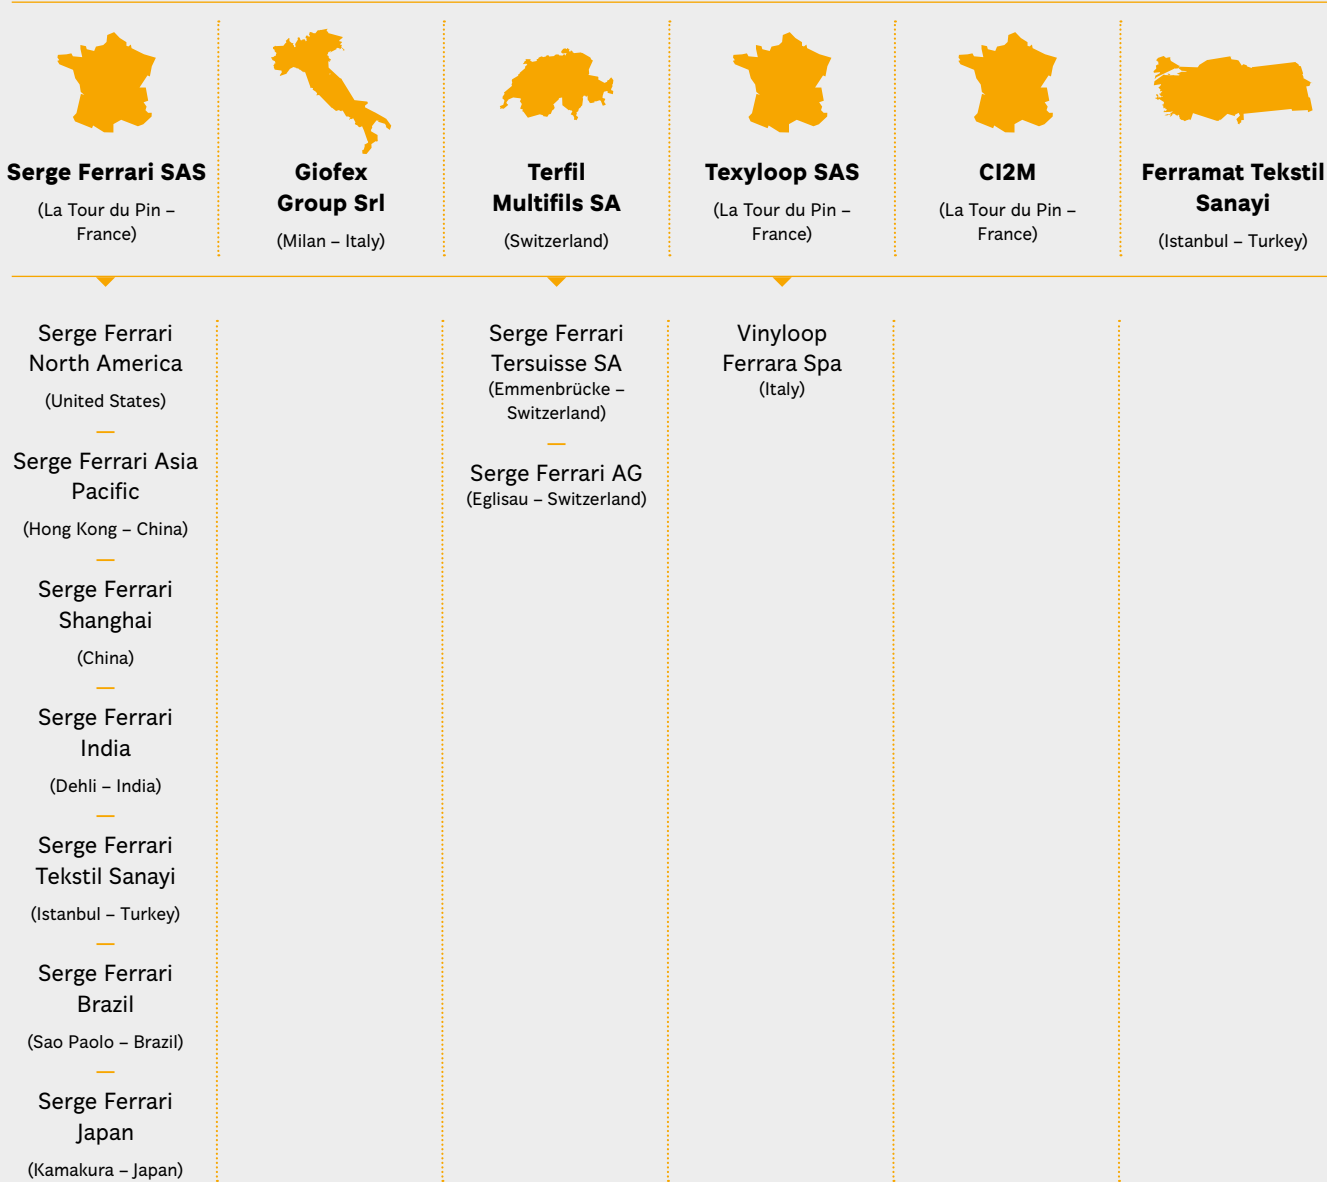 Serge Ferrari SAS
(La Tour du Pin –
France)
Giofex
Group Srl
(Milan – Italy)
Terfil
Multifils SA
(Switzerland)
Texyloop SAS
(La Tour du Pin –
France)
CI2M
(La Tour du Pin –
France)
Ferramat Tekstil
Sanayi
(Istanbul – Turkey)
Serge Ferrari
North America
(United States)
Serge Ferrari Asia
Pacific
(Hong Kong – China)
Serge Ferrari
Shanghai
(China)
Serge Ferrari
India
(Dehli – India)
Serge Ferrari
Tekstil Sanayi
(Istanbul – Turkey)
Serge Ferrari
Brazil
(Sao Paolo – Brazil)
Serge Ferrari
Japan
(Kamakura – Japan)
Serge Ferrari
Tersuisse SA
(Emmenbrücke –
Switzerland)
Serge Ferrari AG
(Eglisau – Switzerland)
Vinyloop
Ferrara Spa
(Italy)